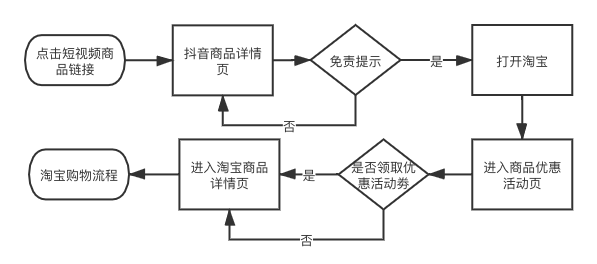 点击短视频商
品链接
抖音商品详情
页
免责提示
是
打开淘宝
否
淘宝购物流程
进入淘宝商品
详情页
是
是否领取优
惠活动劵
进入商品优惠
活动页
否